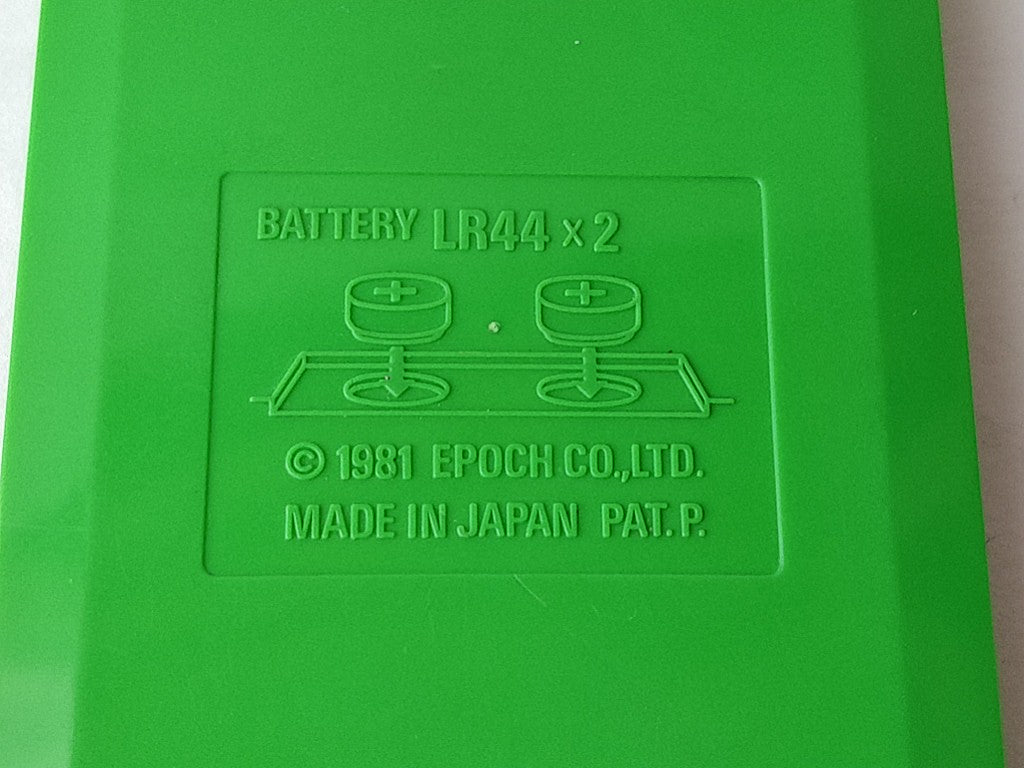 BATTERY LR44 x 2
+ +
© 1981 EPOCH CO.,LTD.
MADE IN JAPAN PAT. P.